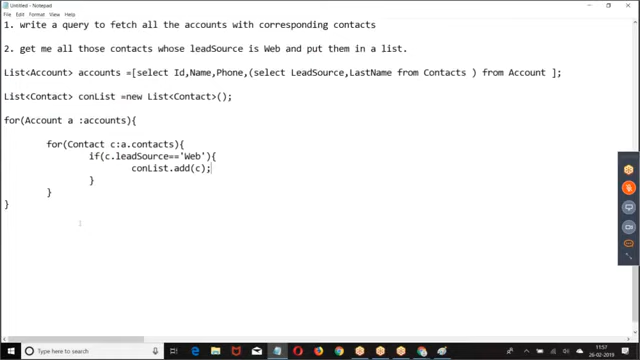 Untitled - Notepad
File Edit Format View Help
1. write a query to fetch all the accounts with corresponding contacts
2. get me all those contacts whose leadSource is Web and put them in a list.
List<Account> accounts =[select Id,Name,Phone,(select LeadSource,LastName from Contacts ) from Account ];
List<Contact> conList =new List<Contact>();
for(Account a :accounts){
for(Contact c:a.contacts){
if(c.leadSource=='Web'){
conList.add(c);
}
}
}
Type here to search
11:57
26-02-2019